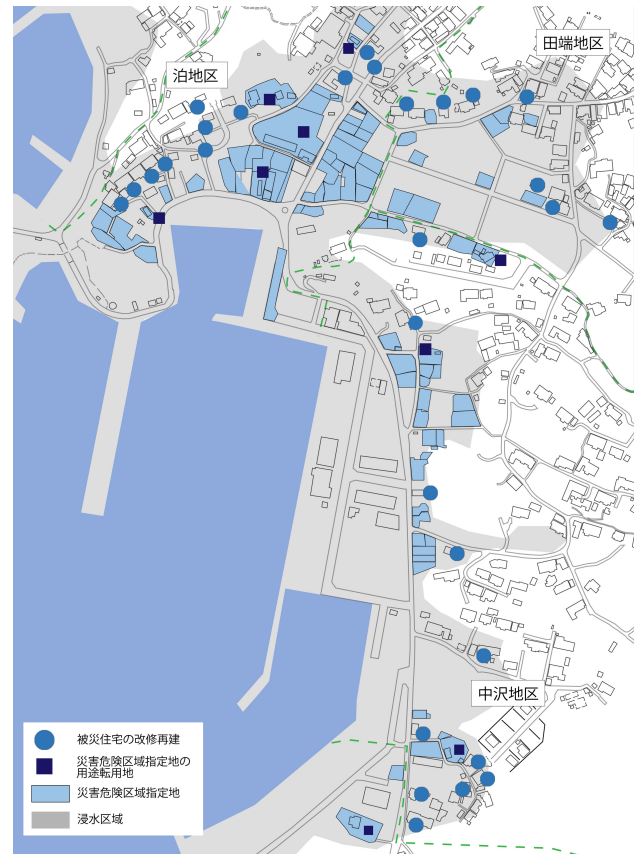 田端地区
泊地区
中沢地区
被災住宅の改修再建
災害危険区域指定地の
用途転用地
災害危険区域指定地
浸水区域